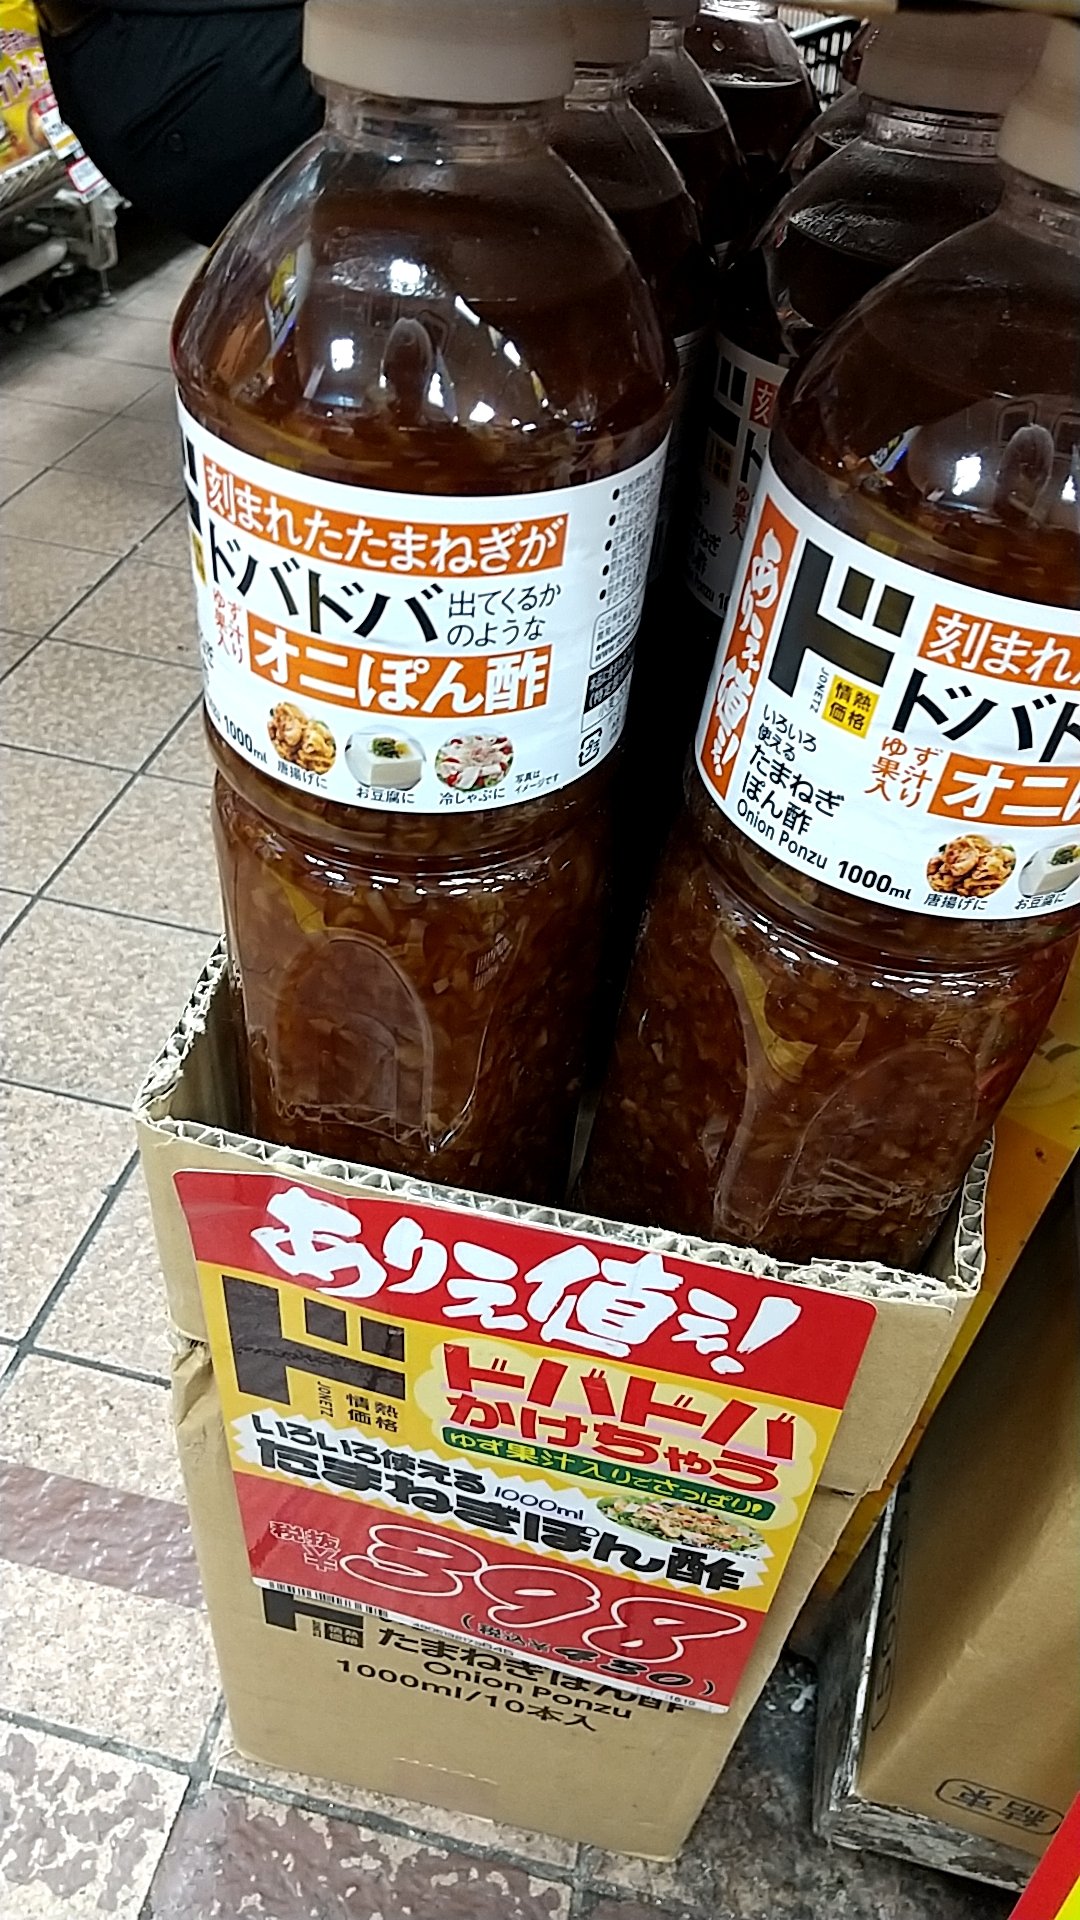 刻まれたたまねぎが
ドバドバ
出てくるか
のような
ゆず
果汁
入り
オニぽん酢
1000ml
唐揚げに
お豆腐に
冷しゃぶに
写真は
イメージです
ありえ値ぇ!
ド
JONETZ
情熱
価格
いろいろ
使える
たまねぎ
ぽん酢
Onion Ponzu 1000ml
刻まれ
ドバド
ゆず
果汁
入り
オニ
唐揚げに
お豆腐に
ありえ値ぇ!
ド
JONETZ
情熱
価格
ドバドバ
かけちゃう
ゆず果汁入りでさっぱり!
いろいろ使える
1000ml
たまねぎぽん酢
税抜
¥398
(税込¥430)
ド
情熱
価格
たまねぎぽん酢
Onion Ponzu
1000ml/10本入
結束